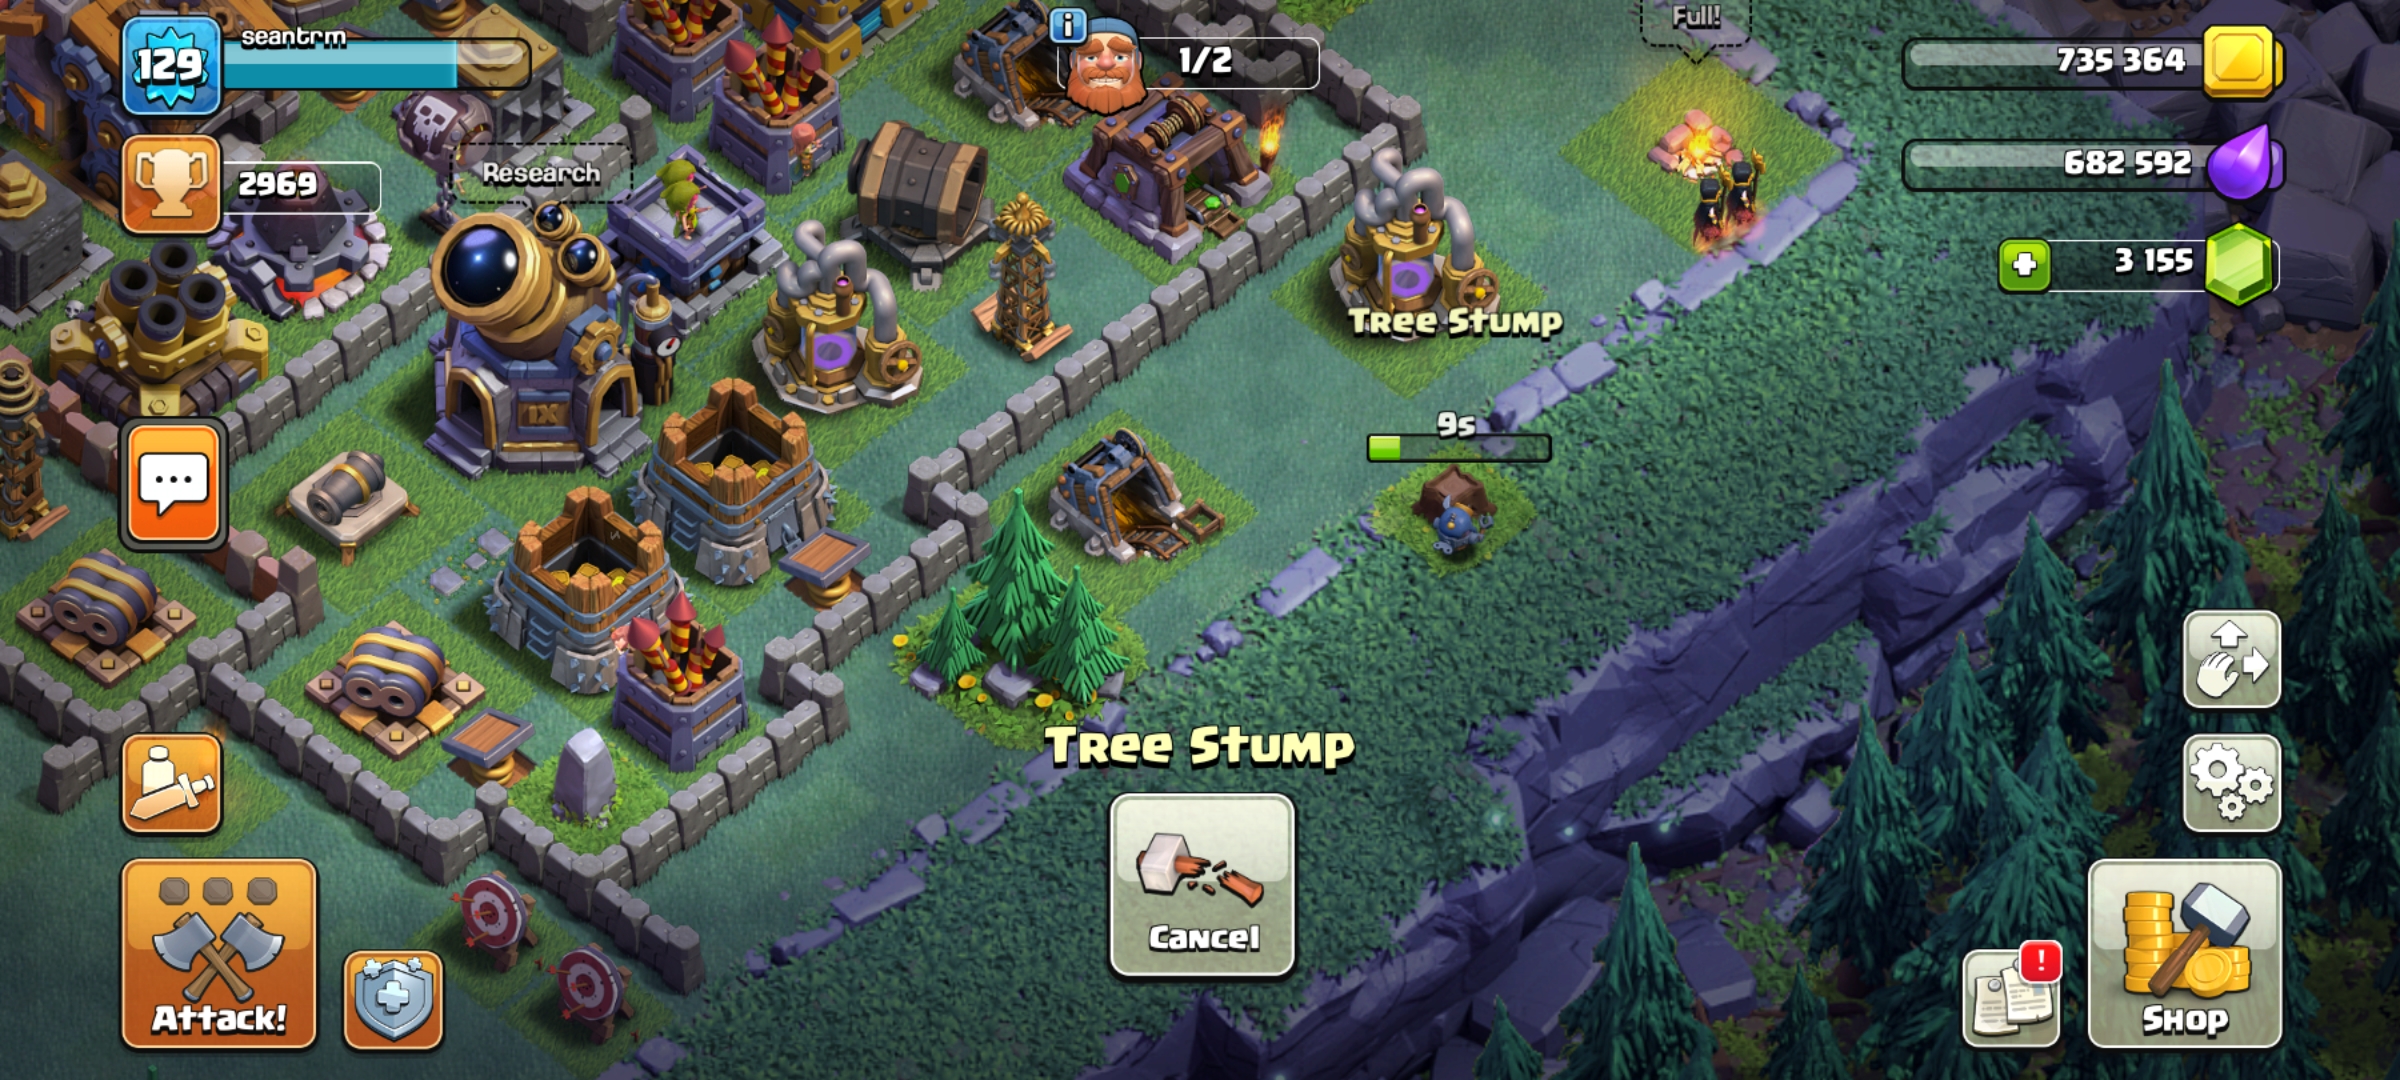 129
seantrm
i
1/2
Full!
735 364
2969
Research
682 592
3 155
Tree Stump
9s
IX
Tree Stump
Cancel
Attack!
!
Shop